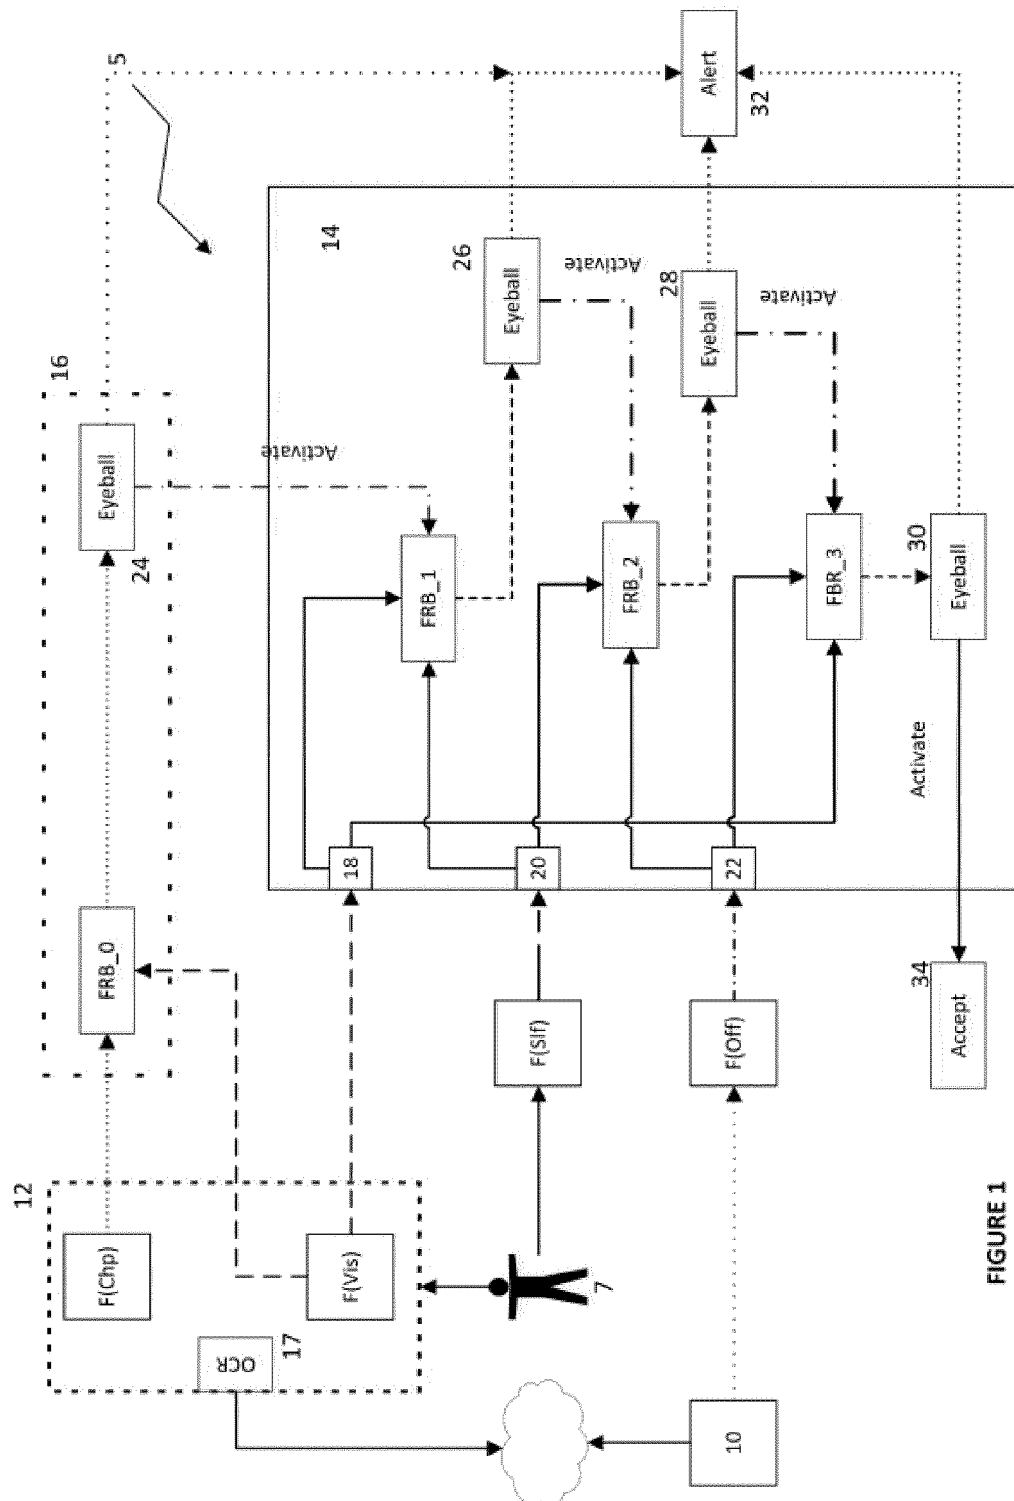 5
16
Eyeball
24
FRB_0
12
F(Chp)
OCR
17
F(Vis)
7
10
F(Slf)
F(Off)
14
18
20
22
Activate
FRB_1
26
Eyeball
Activate
FRB_2
28
Eyeball
Activate
FBR_3
30
Eyeball
Activate
34
Accept
Alert
32
FIGURE 1